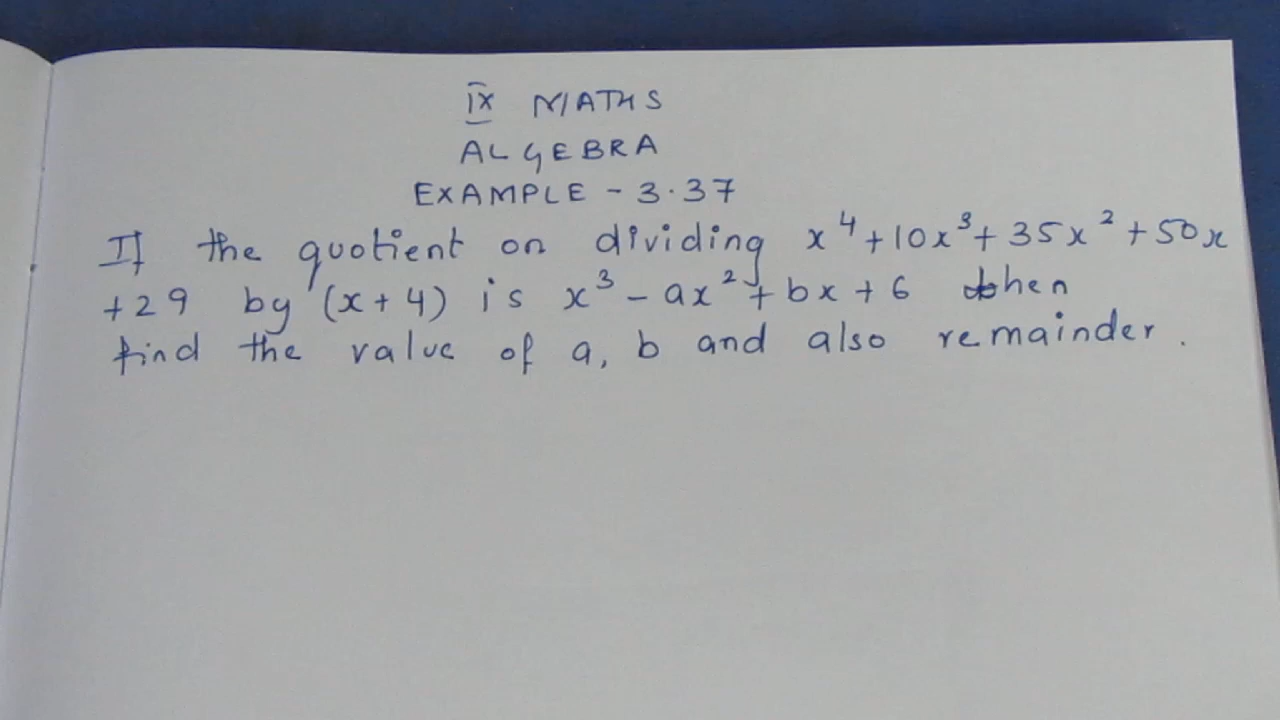 IX MATHS
ALGEBRA
EXAMPLE - 3.37
If the quotient on dividing x⁴+10x³+35x²+50x
+29 by (x+4) is x³-ax²+bx+6 then
find the value of a, b and also remainder.